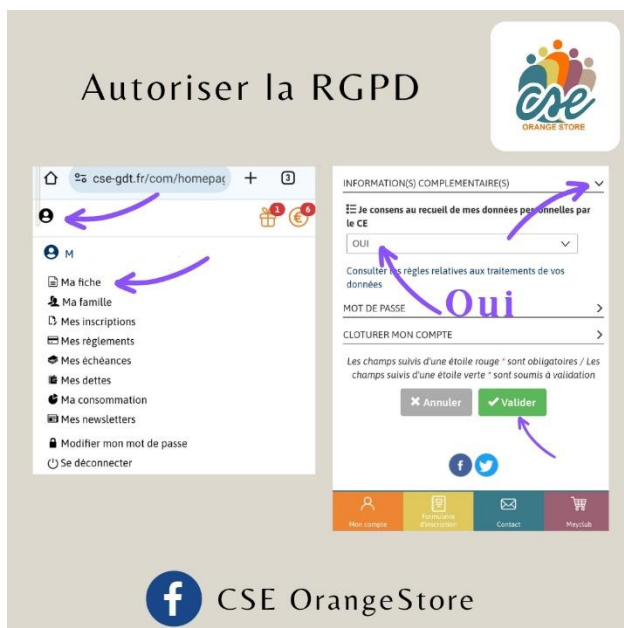 Autoriser la RGPD
cse
ORANGE STORE
cse-gdt.fr/com/homepag
3
1
6
M
Ma fiche
Ma famille
Mes inscriptions
Mes règlements
Mes échéances
Mes dettes
Ma consommation
Mes newsletters
Modifier mon mot de passe
Se déconnecter
INFORMATION(S) COMPLEMENTAIRE(S)
Je consens au recueil de mes données personnelles par
le CE
OUI
Consulter les règles relatives aux traitements de vos
données
Oui
MOT DE PASSE
CLOTURER MON COMPTE
Les champs suivis d'une étoile rouge * sont obligatoires / Les
champs suivis d'une étoile verte * sont soumis à validation
Annuler
Valider
Mon compte
Formulaire
d'inscription
Contact
Meyclub
CSE OrangeStore